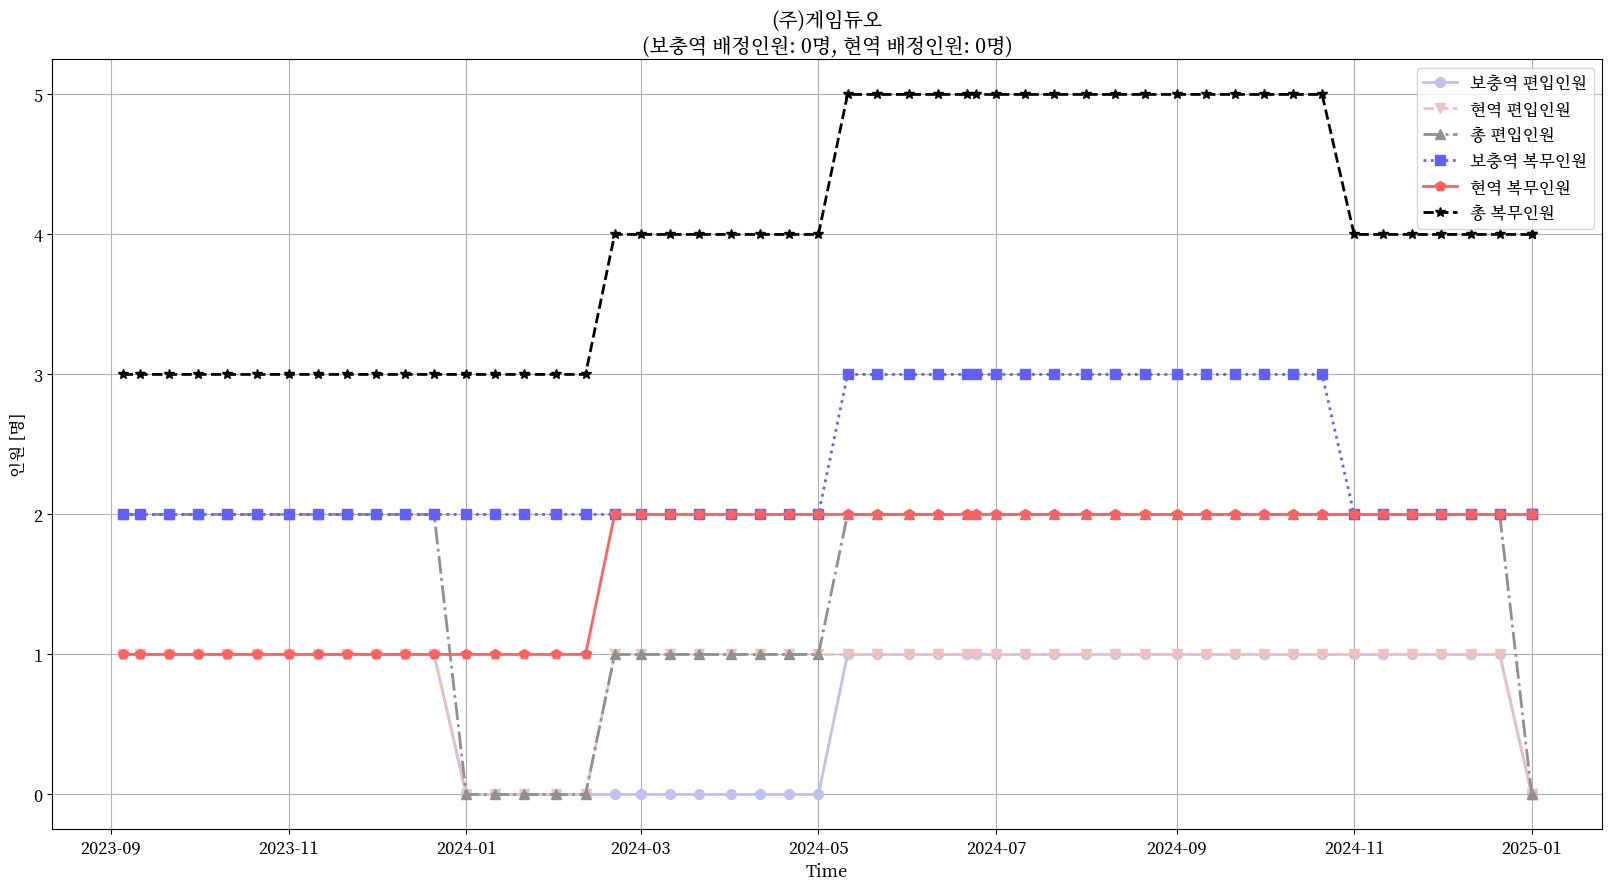 (주)게임듀오
(보충역 배정인원: 0명, 현역 배정인원: 0명)
보충역 편입인원
현역 편입인원
총 편입인원
보충역 복무인원
현역 복무인원
총 복무인원
인원 [명]
5
4
3
2
1
0
2023-09 2023-11 2024-01 2024-03 2024-05 2024-07 2024-09 2024-11 2025-01
Time